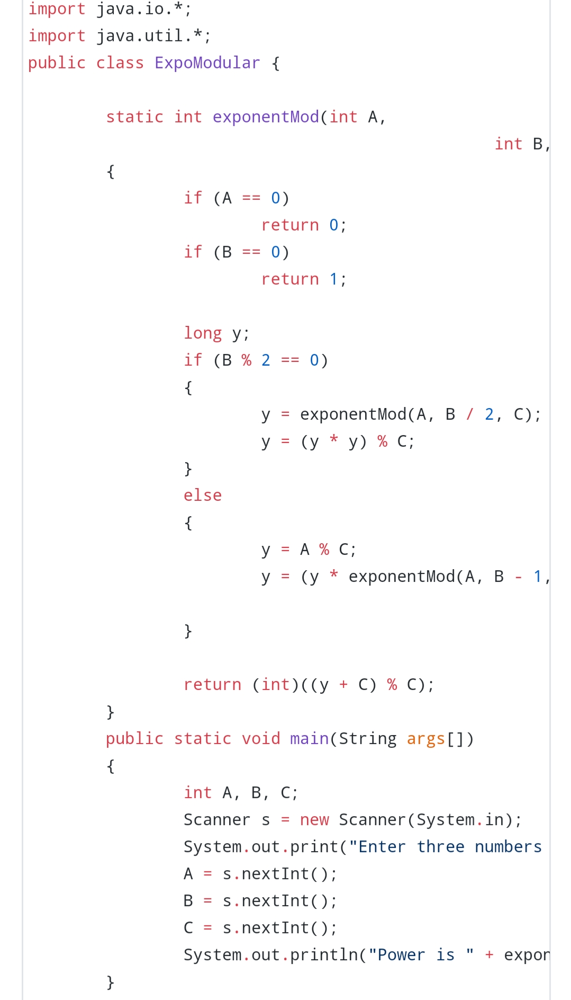 import java.io.*;
import java.util.*;
public class ExpoModular {
static int exponentMod(int A,
int B,
{
if (A == 0)
return 0;
if (B == 0)
return 1;
long y;
if (B % 2 == 0)
{
y = exponentMod(A, B / 2, C);
y = (y * y) % C;
}
else
{
y = A % C;
y = (y * exponentMod(A, B - 1,
}
return (int)((y + C) % C);
}
public static void main(String args[])
{
int A, B, C;
Scanner s = new Scanner(System.in);
System.out.print("Enter three numbers
A = s.nextInt();
B = s.nextInt();
C = s.nextInt();
System.out.println("Power is " + expon
}